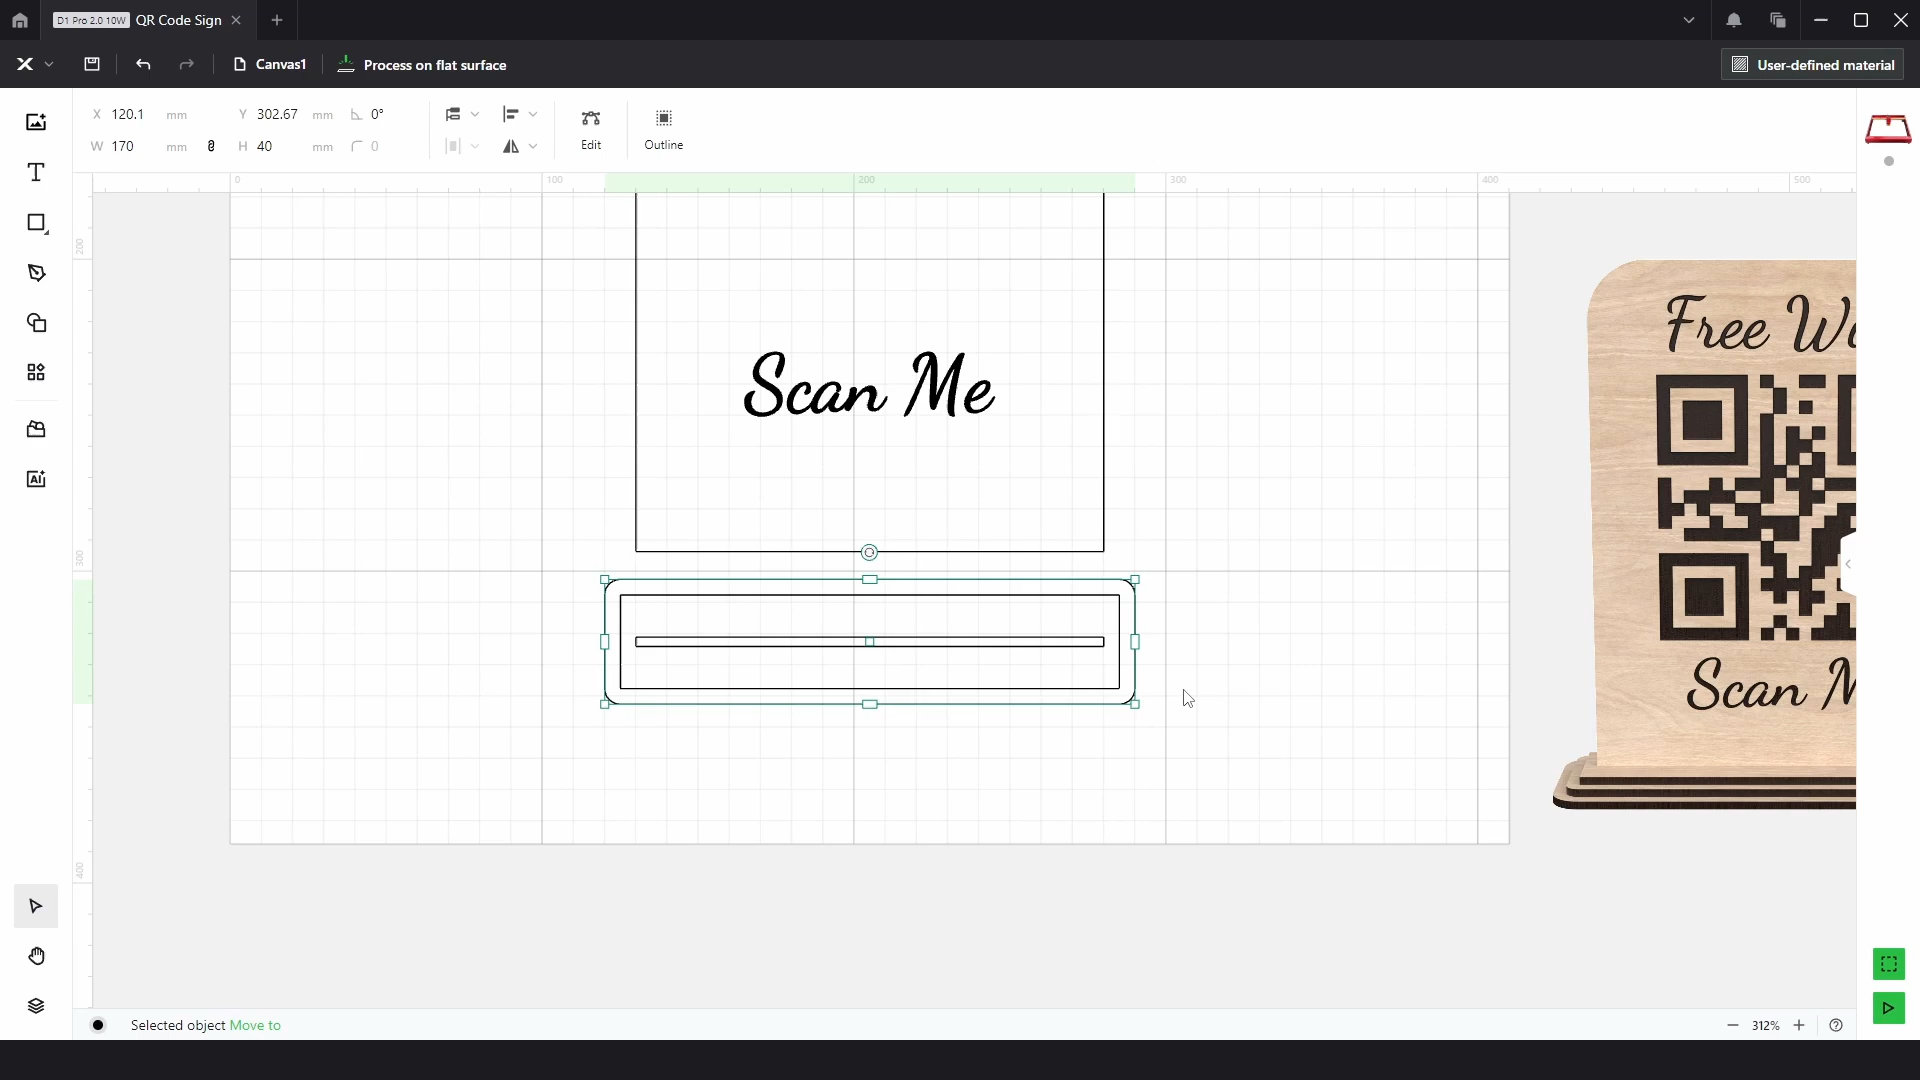 D1 Pro 2.0 10W QR Code Sign
Canvas1
Process on flat surface
User-defined material
X 120.1 mm Y 302.67 mm 0°
W 170 mm H 40 mm 0
Edit
Outline
0 100 200 300 400 500
200
300
400
Scan Me
Free W
Scan M
AI
Selected object Move to
312%